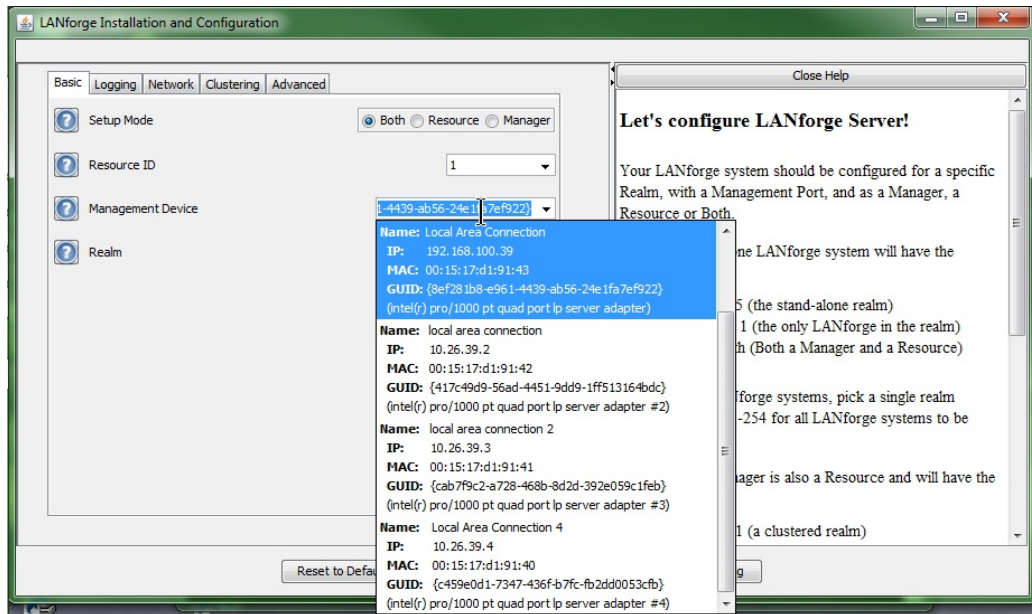 LANforge Installation and Configuration
Basic Logging Network Clustering Advanced
Setup Mode
Both Resource Manager
Resource ID
1
Management Device
1-4439-ab56-24e1fa7ef922}
Realm
Name: Local Area Connection
IP: 192.168.100.39
MAC: 00:15:17:d1:91:43
GUID: {8ef281b8-e961-4439-ab56-24e1fa7ef922}
(intel(r) pro/1000 pt quad port lp server adapter)
Name: local area connection
IP: 10.26.39.2
MAC: 00:15:17:d1:91:42
GUID: {417c49d9-56ad-4451-9dd9-1ff513164bdc}
(intel(r) pro/1000 pt quad port lp server adapter #2)
Name: local area connection 2
IP: 10.26.39.3
MAC: 00:15:17:d1:91:41
GUID: {cab7f9c2-a728-468b-8d2d-392e059c1feb}
(intel(r) pro/1000 pt quad port lp server adapter #3)
Name: Local Area Connection 4
IP: 10.26.39.4
MAC: 00:15:17:d1:91:40
GUID: {c459e0d1-7347-436f-b7fc-fb2dd0053cfb}
(intel(r) pro/1000 pt quad port lp server adapter #4)
Reset to Defau
g
Close Help
Let's configure LANforge Server!
Your LANforge system should be configured for a specific
Realm, with a Management Port, and as a Manager, a
Resource or Both.
ne LANforge system will have the
5 (the stand-alone realm)
1 (the only LANforge in the realm)
th (Both a Manager and a Resource)
forge systems, pick a single realm
-254 for all LANforge systems to be
ager is also a Resource and will have the
1 (a clustered realm)